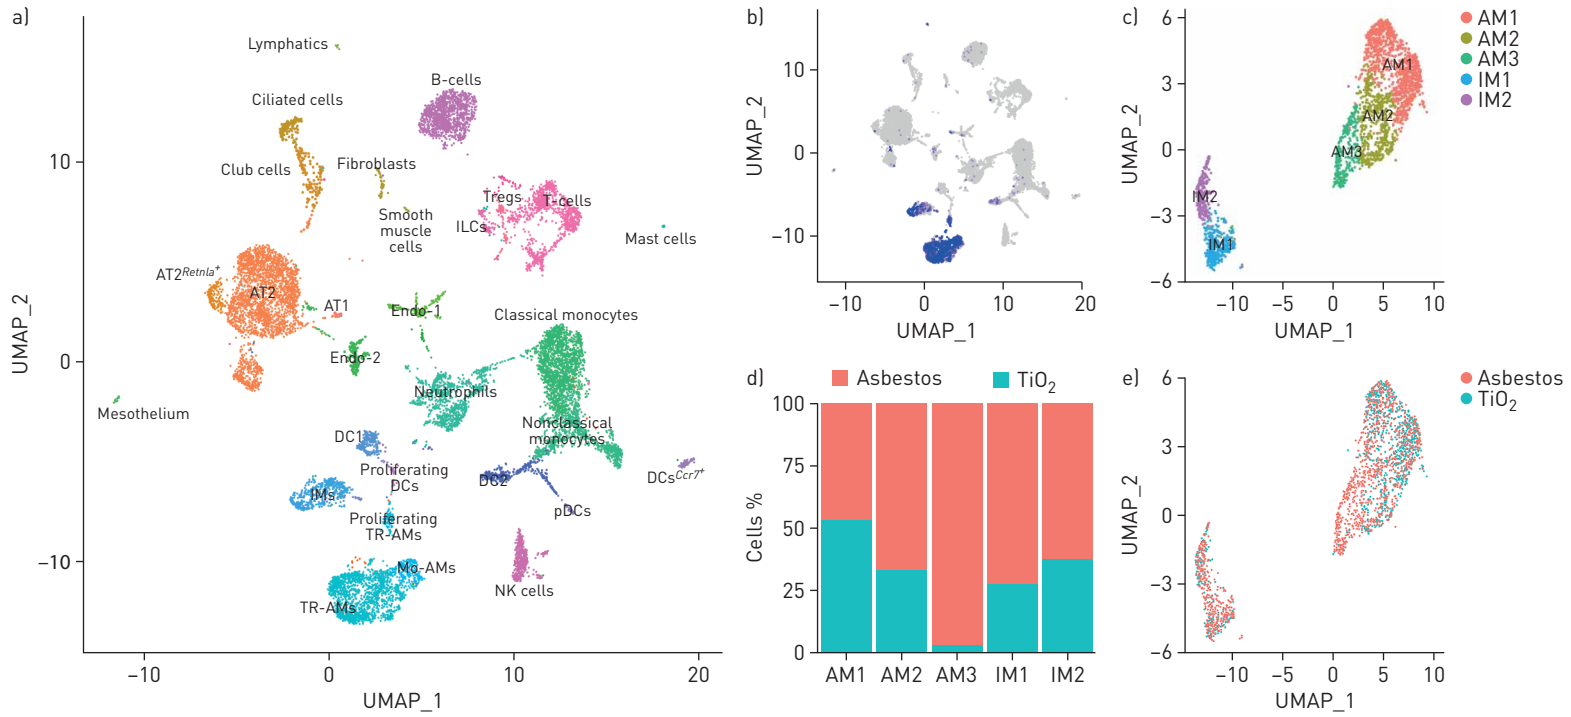 a)
Lymphatics
B-cells
Ciliated cells
Club cells
Fibroblasts
Smooth
muscle
cells
Tregs
T-cells
ILCs
Mast cells
AT2Retnla+
AT2
AT1
Endo-1
Endo-2
Classical monocytes
Neutrophils
Mesothelium
Nonclassical
monocytes
DC1
Proliferating
DCs
DC2
DCsCcr7+
IMs
pDCs
Proliferating
TR-AMs
Mo-AMs
TR-AMs
NK cells
10
0
−10
UMAP_2
−10
0
10
20
UMAP_1
b)
10
0
−10
UMAP_2
−10
0
10
20
UMAP_1
c)
6
3
0
−3
−6
UMAP_2
AM1
AM2
AM3
IM2
IM1
−10
−5
0
5
10
UMAP_1
AM1
AM2
AM3
IM1
IM2
d)
Asbestos
TiO2
100
75
50
25
0
Cells %
AM1
AM2
AM3
IM1
IM2
e)
6
3
0
−3
−6
UMAP_2
−10
−5
0
5
10
UMAP_1
Asbestos
TiO2